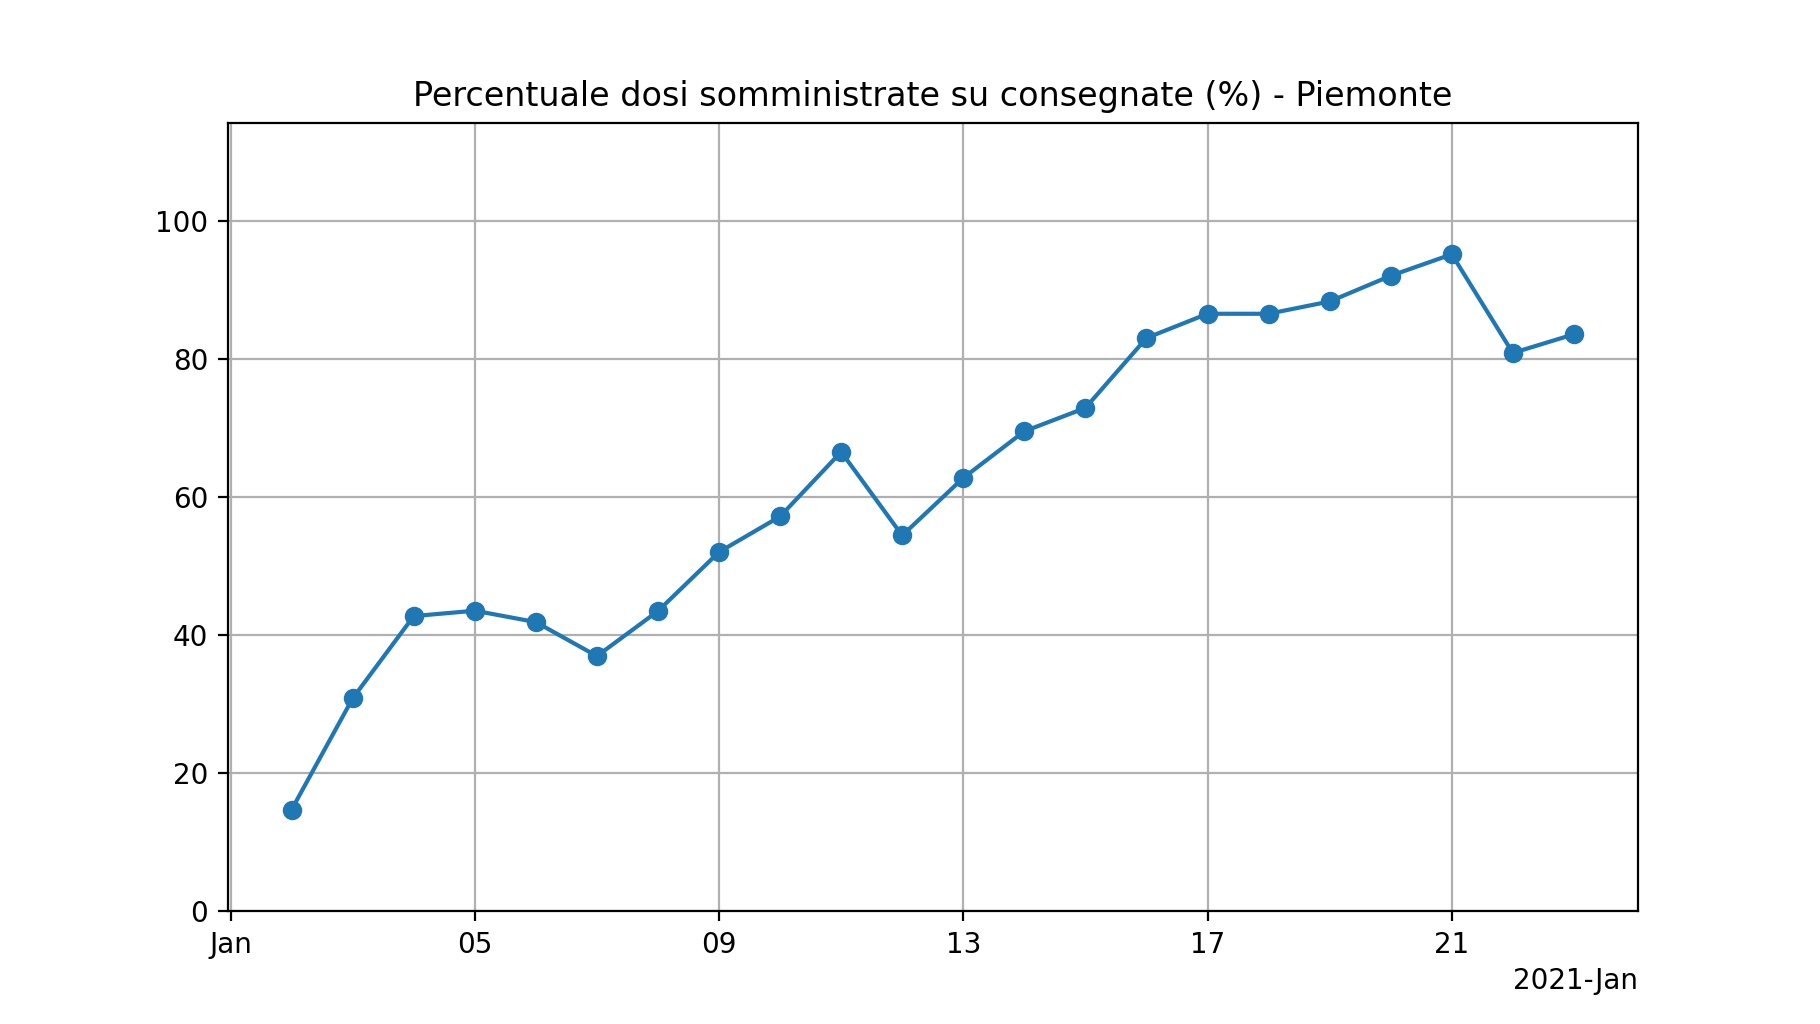 Percentuale dosi somministrate su consegnate (%) - Piemonte
100
80
60
40
20
0
Jan 05 09 13 17 21
2021-Jan